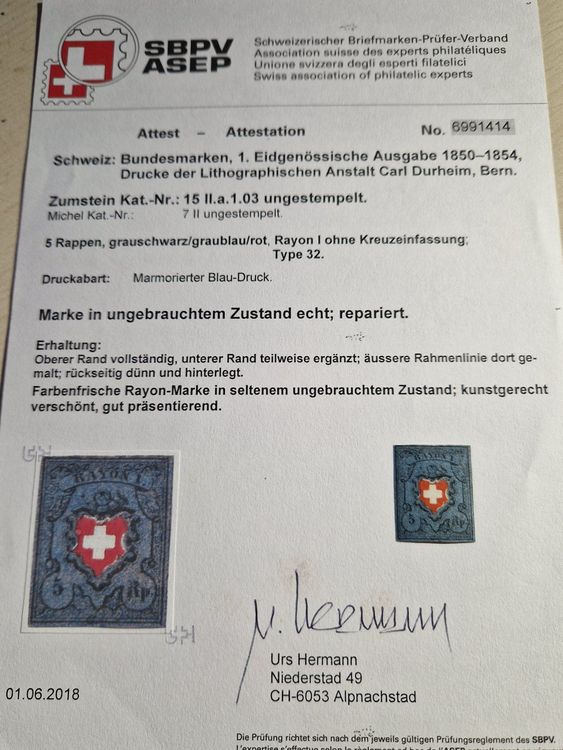 SBPV
ASEP
Schweizerischer Briefmarken-Prüfer-Verband
Association suisse des experts philatéliques
Unione svizzera degli esperti filatelici
Swiss association of philatelic experts
Attest – Attestation
No. 6991414
Schweiz: Bundesmarken, 1. Eidgenössische Ausgabe 1850–1854,
Drucke der Lithographischen Anstalt Carl Durheim, Bern.
Zumstein Kat.-Nr.: 15 II.a.1.03 ungestempelt.
Michel Kat.-Nr.: 7 II ungestempelt.
5 Rappen, grauschwarz/graublau/rot, Rayon I ohne Kreuzeinfassung;
Type 32.
Druckabart: Marmorierter Blau-Druck.
Marke in ungebrauchtem Zustand echt; repariert.
Erhaltung:
Oberer Rand vollständig, unterer Rand teilweise ergänzt; äussere Rahmenlinie dort ge-
malt; rückseitig dünn und hinterlegt.
Farbenfrische Rayon-Marke in seltenem ungebrauchtem Zustand; kunstgerecht
verschönt, gut präsentierend.
RAYON I
5 Rp.
RAYON I
5 Rp.
Urs Hermann
Niederstad 49
CH-6053 Alpnachstad
01.06.2018
Die Prüfung richtet sich nach dem jeweils gültigen Prüfungsreglement des SBPV.